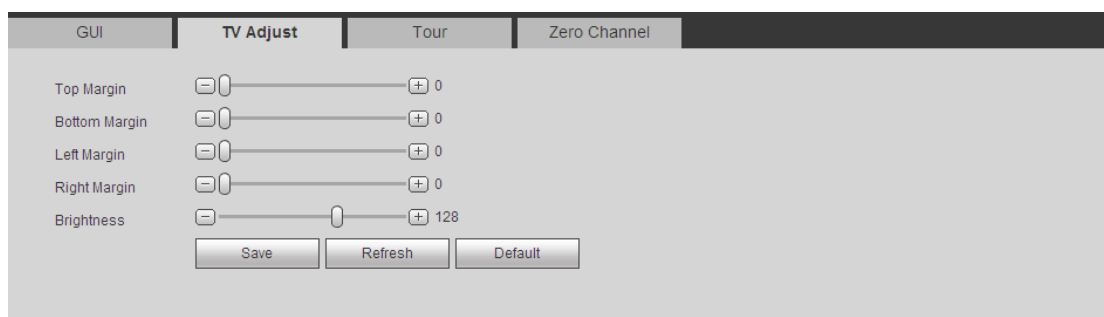 GUI TV Adjust Tour Zero Channel
Top Margin 0
Bottom Margin 0
Left Margin 0
Right Margin 0
Brightness 128
Save Refresh Default